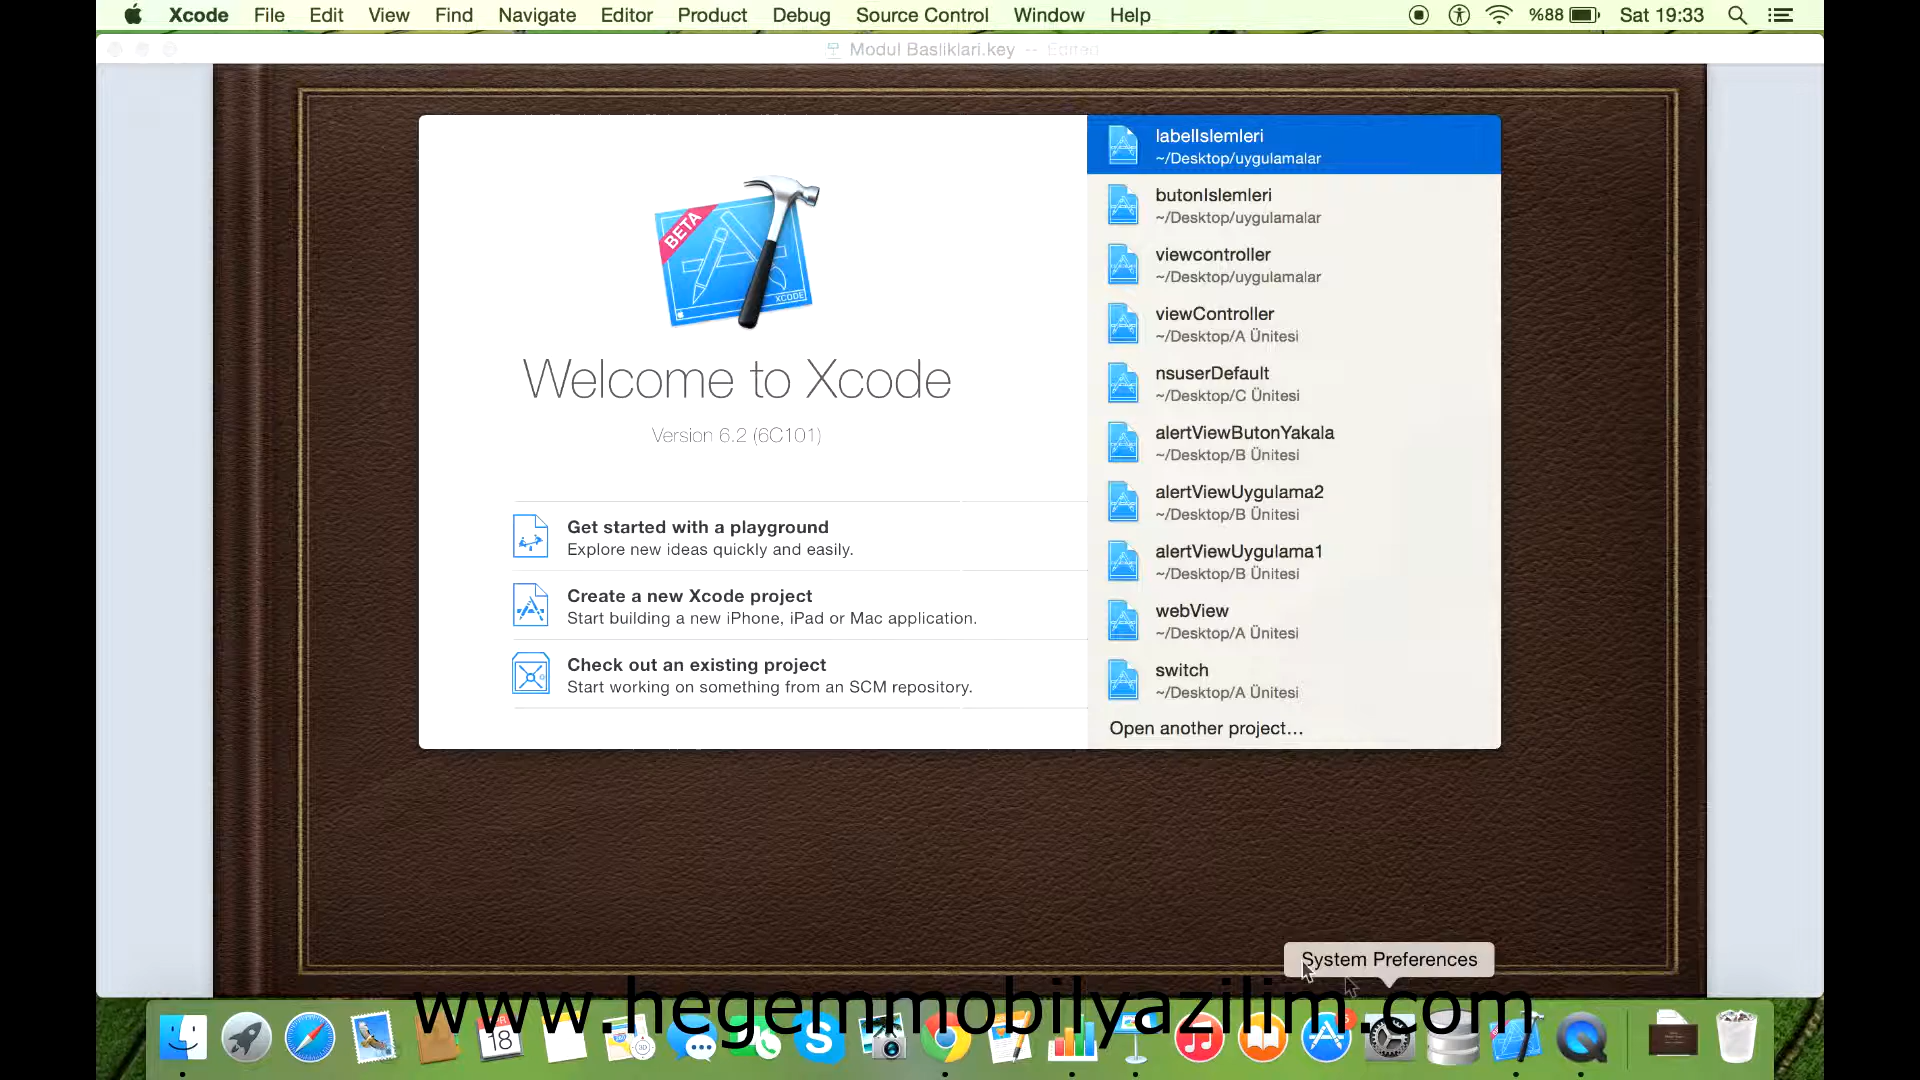 Xcode File Edit View Find Navigate Editor Product Debug Source Control Window Help %88 Sat 19:33
Modul Basliklari.key -- Edited
BETA
XCODE
Welcome to Xcode
Version 6.2 (6C101)
Get started with a playground
Explore new ideas quickly and easily.
Create a new Xcode project
Start building a new iPhone, iPad or Mac application.
Check out an existing project
Start working on something from an SCM repository.
labelIslemleri
~/Desktop/uygulamalar
butonIslemleri
~/Desktop/uygulamalar
viewcontroller
~/Desktop/uygulamalar
viewController
~/Desktop/A Ünitesi
nsuserDefault
~/Desktop/C Ünitesi
alertViewButonYakala
~/Desktop/B Ünitesi
alertViewUygulama2
~/Desktop/B Ünitesi
alertViewUygulama1
~/Desktop/B Ünitesi
webView
~/Desktop/A Ünitesi
switch
~/Desktop/A Ünitesi
Open another project...
System Preferences
www.hegemmobilyazilim.com
18